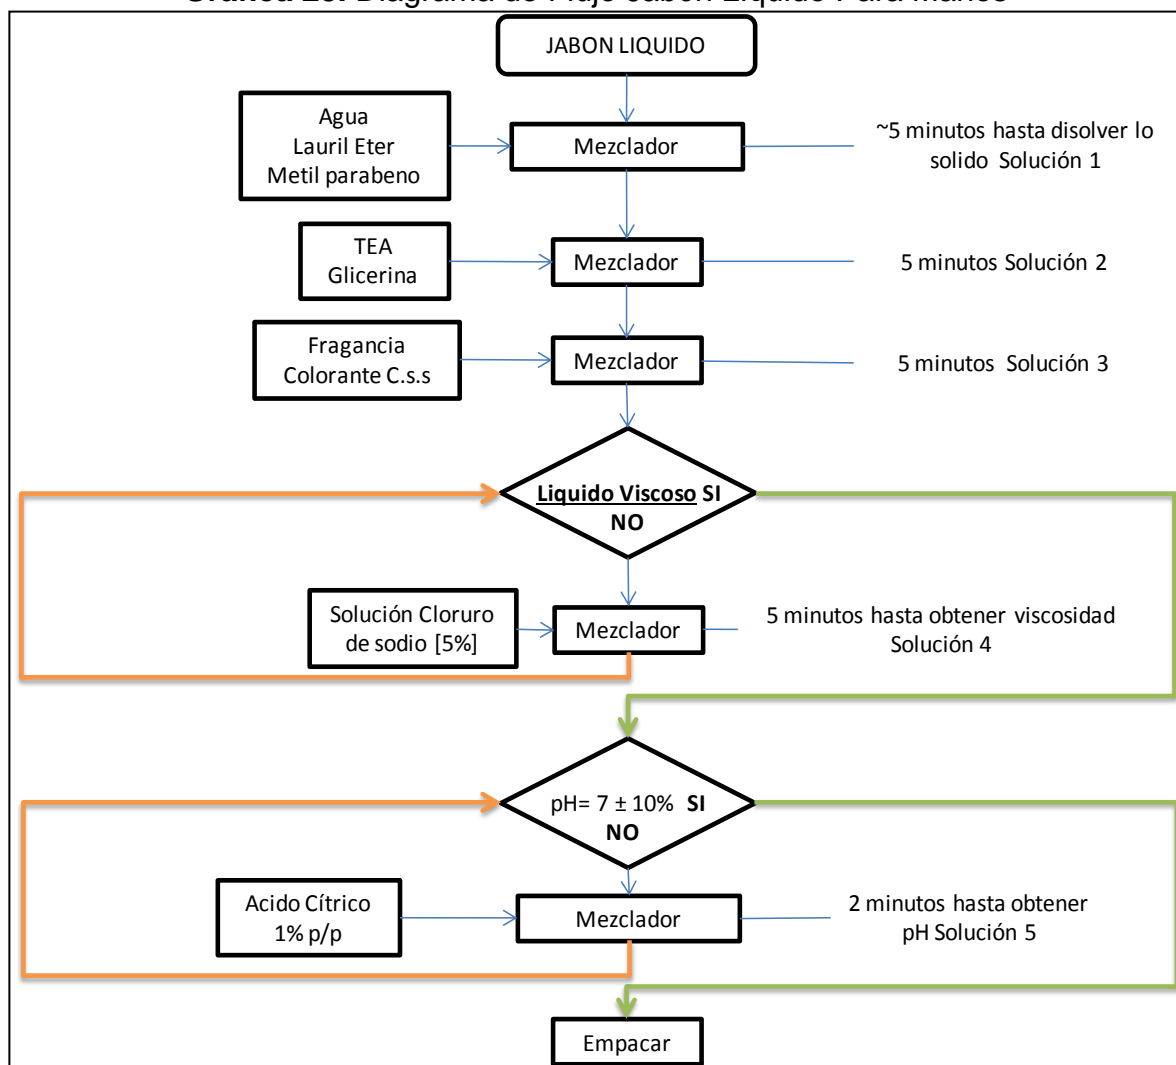 JABON LIQUIDO
Agua
Lauril Eter
Metil parabeno
Mezclador
~5 minutos hasta disolver lo
solido Solución 1
TEA
Glicerina
Mezclador
5 minutos Solución 2
Fragancia
Colorante C.s.s
Mezclador
5 minutos Solución 3
Liquido Viscoso SI
NO
Solución Cloruro
de sodio [5%]
Mezclador
5 minutos hasta obtener viscosidad
Solución 4
pH= 7 ± 10% SI
NO
Acido Cítrico
1% p/p
Mezclador
2 minutos hasta obtener
pH Solución 5
Empacar